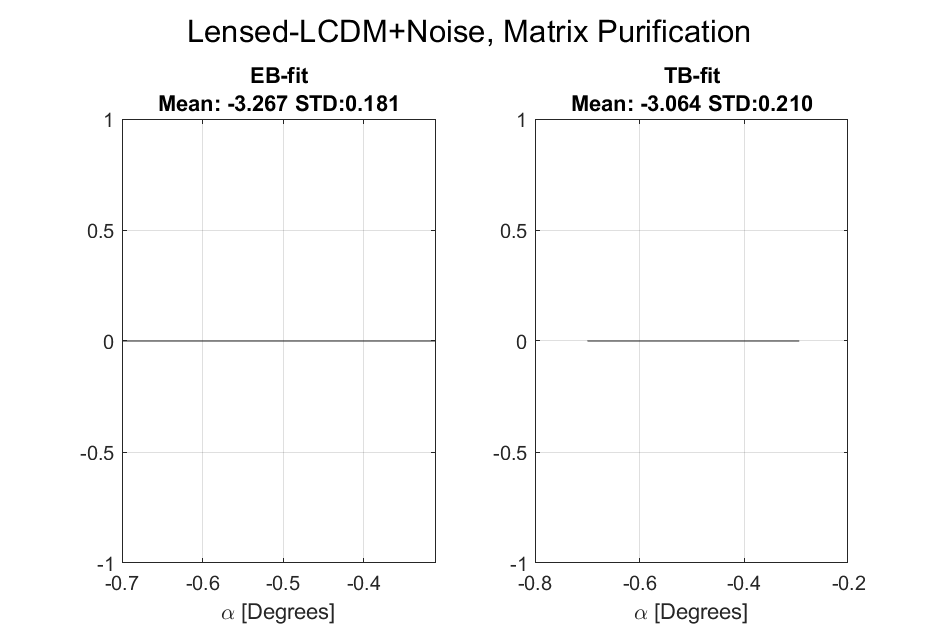 Lensed-LCDM+Noise, Matrix Purification
EB-fit
Mean: -3.267 STD:0.181
1
0.5
0
-0.5
-1
-0.7
-0.6
-0.5
-0.4
α [Degrees]
TB-fit
Mean: -3.064 STD:0.210
1
0.5
0
-0.5
-1
-0.8
-0.6
-0.4
-0.2
α [Degrees]